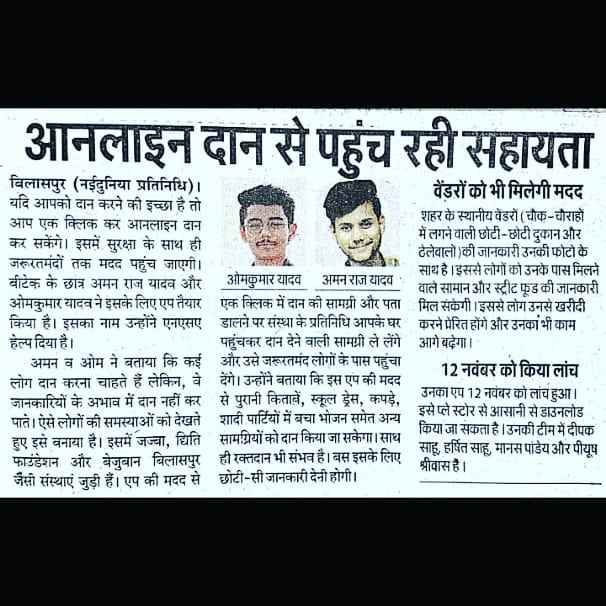 आनलाइन दान से पहुंच रही सहायता
बिलासपुर (नईदुनिया प्रतिनिधि)।
यदि आपको दान करने की इच्छा है तो
आप एक क्लिक कर आनलाइन दान
कर सकेंगे। इसमें सुरक्षा के साथ ही
जरूरतमंदों तक मदद पहुंच जाएगी।
बीटेक के छात्र अमन राज यादव और
ओमकुमार यादव ने इसके लिए एप तैयार
किया है। इसका नाम उन्होंने एनएसए
हेल्प दिया है।
अमन व ओम ने बताया कि कई
लोग दान करना चाहते हैं लेकिन, वे
जानकारियों के अभाव में दान नहीं कर
पाते। ऐसे लोगों की समस्याओं को देखते
हुए इसे बनाया है। इसमें जज्बा, धिति
फाउंडेशन और बेजुबान बिलासपुर
जैसी संस्थाएं जुड़ी हैं। एप की मदद से
ओमकुमार यादव
अमन राज यादव
एक क्लिक में दान की सामग्री और पता
डालने पर संस्था के प्रतिनिधि आपके घर
पहुंचकर दान देने वाली सामग्री ले लेंगे
और उसे जरूरतमंद लोगों के पास पहुंचा
देंगे। उन्होंने बताया कि इस एप की मदद
से पुरानी किताबें, स्कूल ड्रेस, कपड़े,
शादी पार्टियों में बचा भोजन समेत अन्य
सामग्रियों को दान किया जा सकेगा। साथ
ही रक्तदान भी संभव है। बस इसके लिए
छोटी-सी जानकारी देनी होगी।
वेंडरों को भी मिलेगी मदद
शहर के स्थानीय वेंडरों (चौक-चौराहों
में लगने वाली छोटी-छोटी दुकान और
ठेलेवालो) की जानकारी उनकी फोटो के
साथ है। इससे लोगों को उनके पास मिलने
वाले सामान और स्ट्रीट फूड की जानकारी
मिल सकेगी। इससे लोग उनसे खरीदी
करने प्रेरित होंगे और उनका भी काम
आगे बढ़ेगा।
12 नवंबर को किया लांच
उनका एप 12 नवंबर को लांच हुआ।
इसे प्ले स्टोर से आसानी से डाउनलोड
किया जा सकता है। उनकी टीम में दीपक
साहू, हर्षित साहू, मानस पांडेय और पीयूष
श्रीवास हैं।